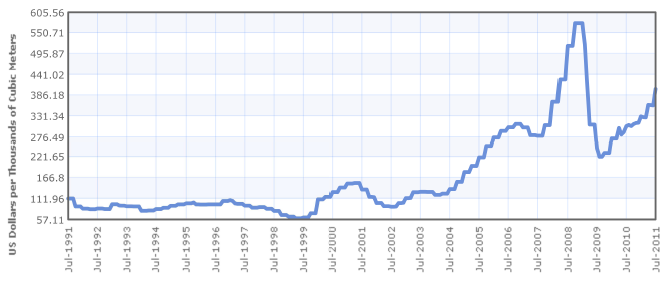 605.56
550.71
495.87
441.02
386.18
331.34
276.49
221.65
166.8
111.96
57.11
US Dollars per Thousands of Cubic Meters
Jul-1991
Jul-1992
Jul-1993
Jul-1994
Jul-1995
Jul-1996
Jul-1997
Jul-1998
Jul-1999
Jul-2000
Jul-2001
Jul-2002
Jul-2003
Jul-2004
Jul-2005
Jul-2006
Jul-2007
Jul-2008
Jul-2009
Jul-2010
Jul-2011